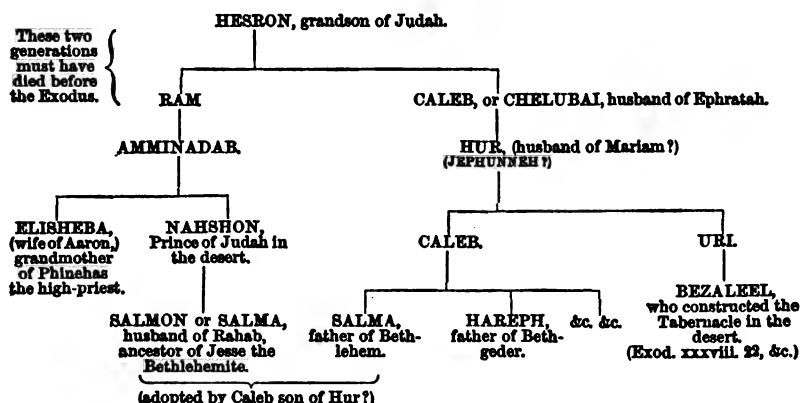 HESRON, grandson of Judah.
These two
generations
must have
died before
the Exodus.
RAM
CALEB, or CHELUBAI, husband of Ephratah.
AMMINADAB.
HUR, (husband of Mariam?)
(JEPHUNNEH?)
ELISHEBA,
(wife of Aaron,)
grandmother
of Phinehas
the high-priest.
NAHSHON,
Prince of Judah in
the desert.
CALEB.
URI.
SALMON or SALMA,
husband of Rahab,
ancestor of Jesse the
Bethlehemite.
SALMA,
father of Beth-
lehem.
HAREPH,
father of Beth-
geder.
&c. &c.
BEZALEEL,
who constructed the
Tabernacle in the
desert.
(Exod. xxxviii. 22, &c.)
(adopted by Caleb son of Hur?)